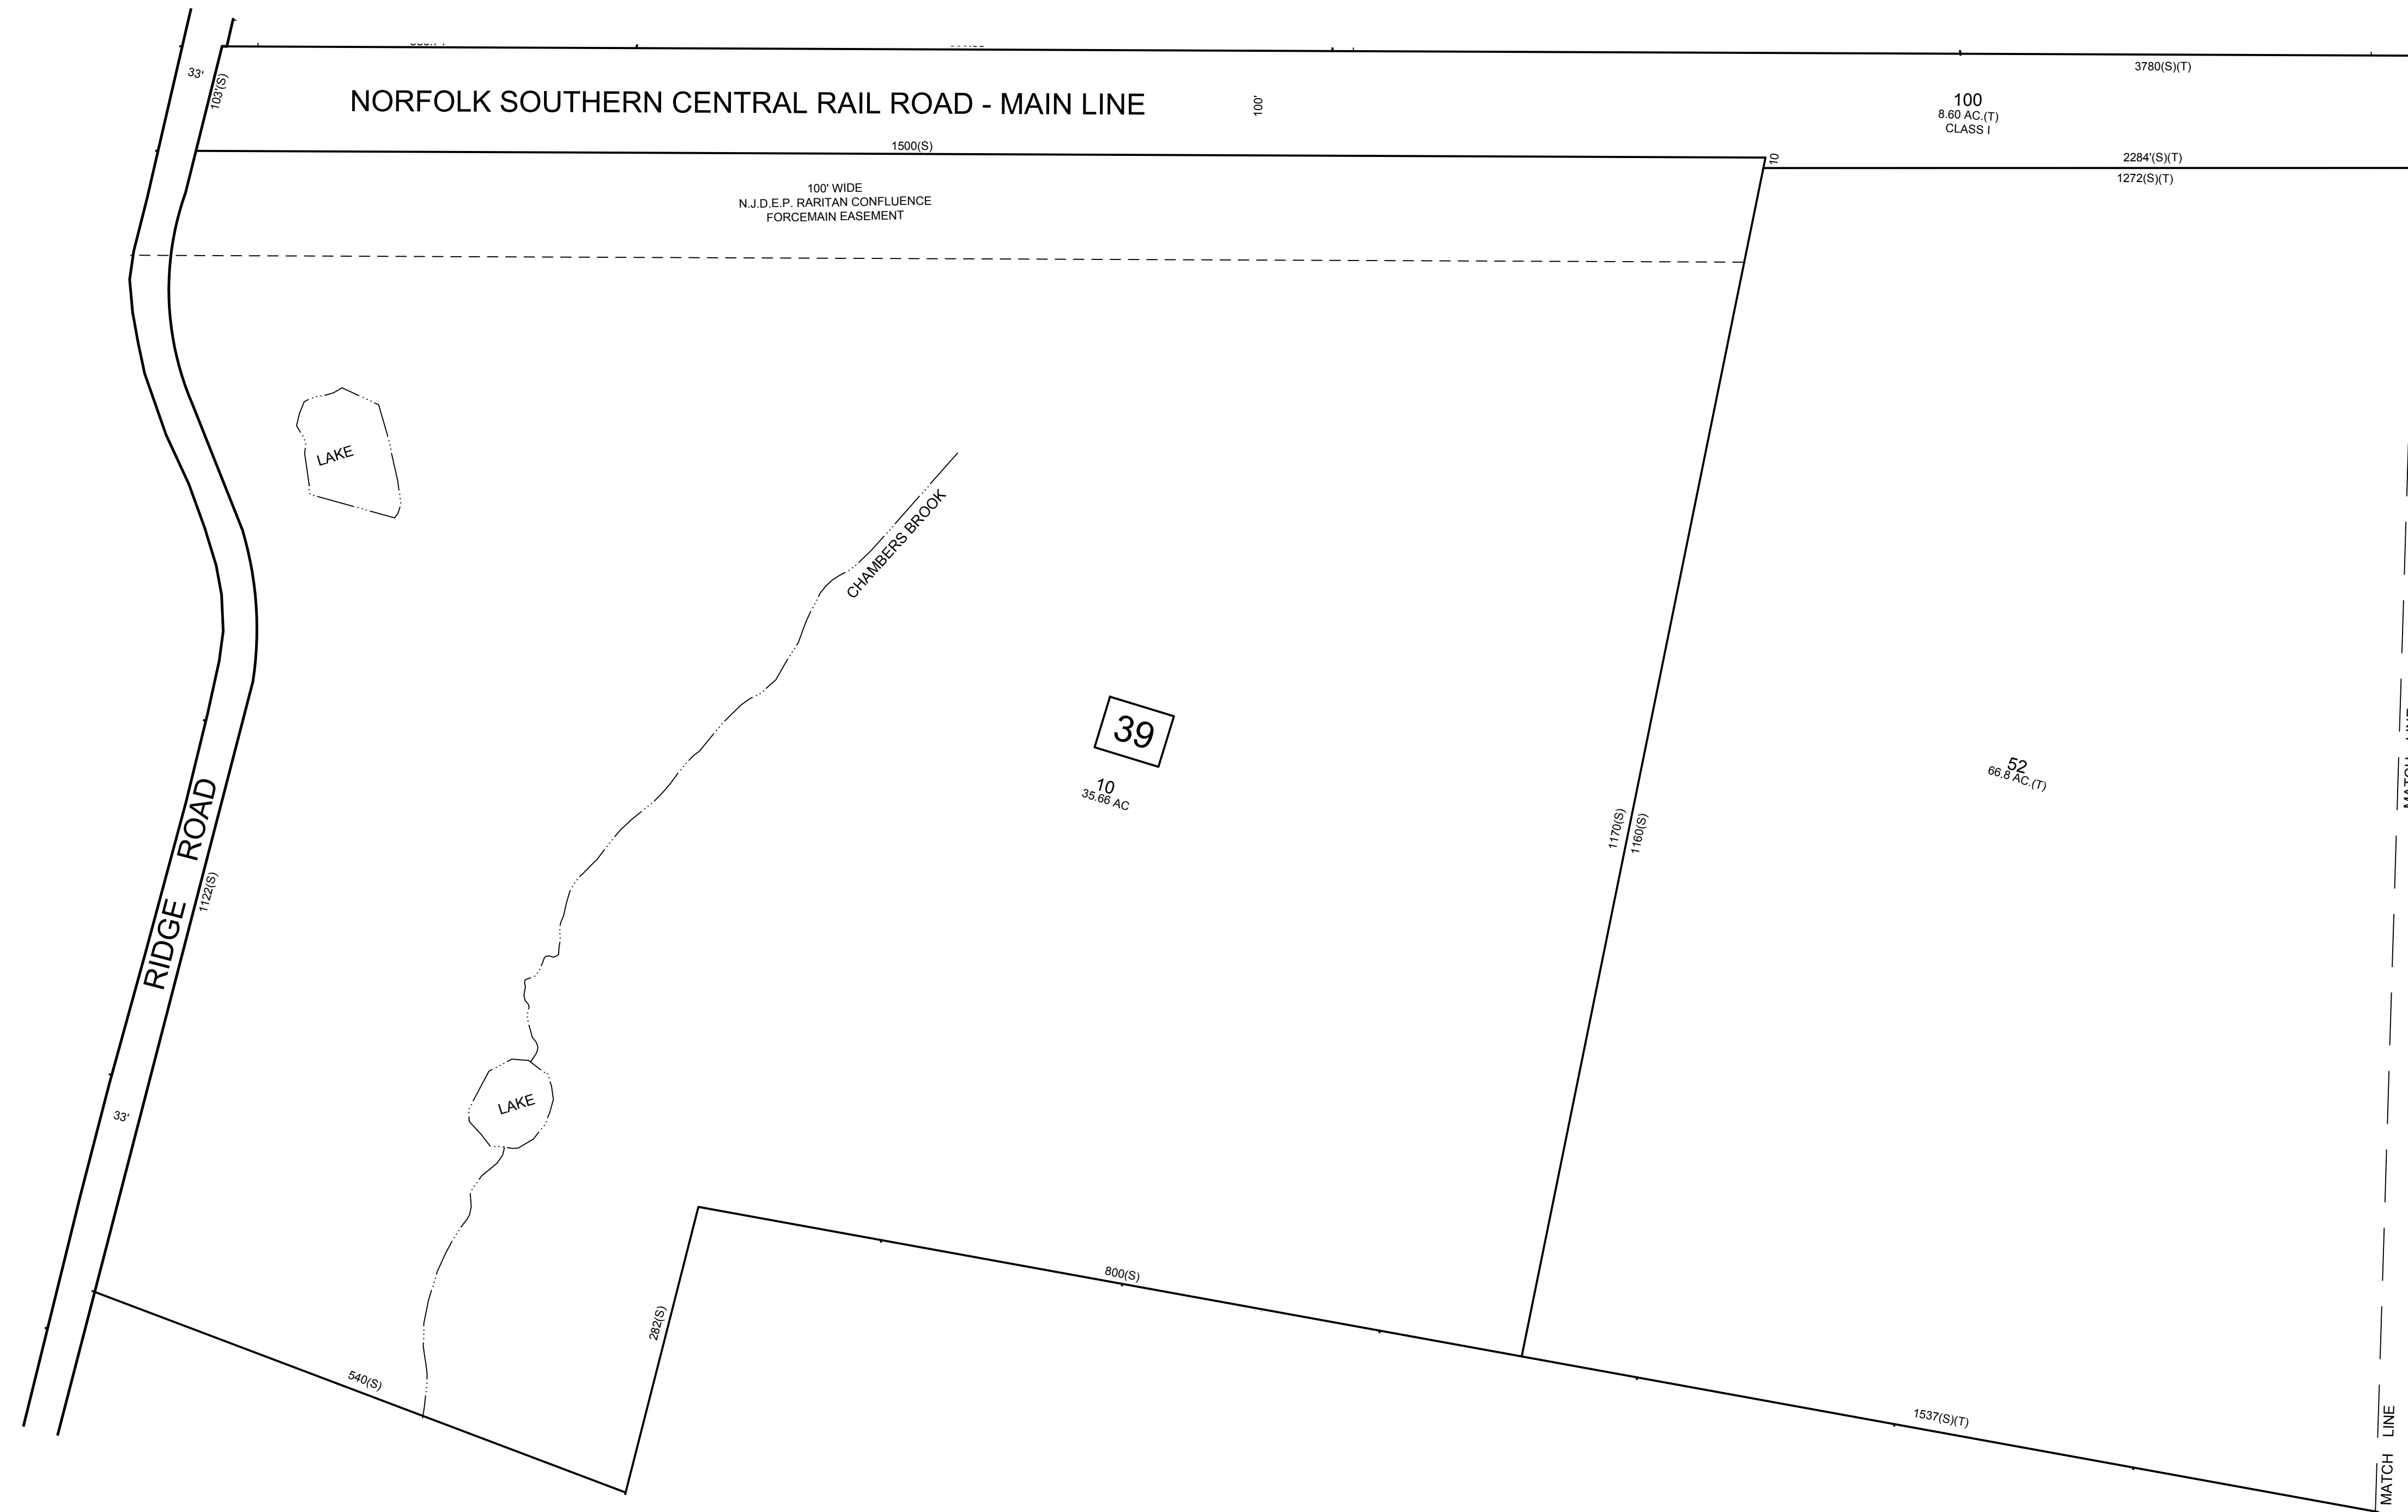 33'
103'(S)
3780(S)(T)
NORFOLK SOUTHERN CENTRAL RAIL ROAD - MAIN LINE
100'
100
8.60 AC.(T)
CLASS I
1500(S)
10
2284'(S)(T)
1272(S)(T)
100' WIDE
N.J.D.E.P. RARITAN CONFLUENCE
FORCEMAIN EASEMENT
LAKE
CHAMBERS BROOK
39
10
35.66 AC
52
66.8 AC.(T)
MATCH LINE
1170(S)
1160(S)
RIDGE ROAD
1122(S)
33'
LAKE
800(S)
282(S)
540(S)
1537(S)(T)
MATCH LINE